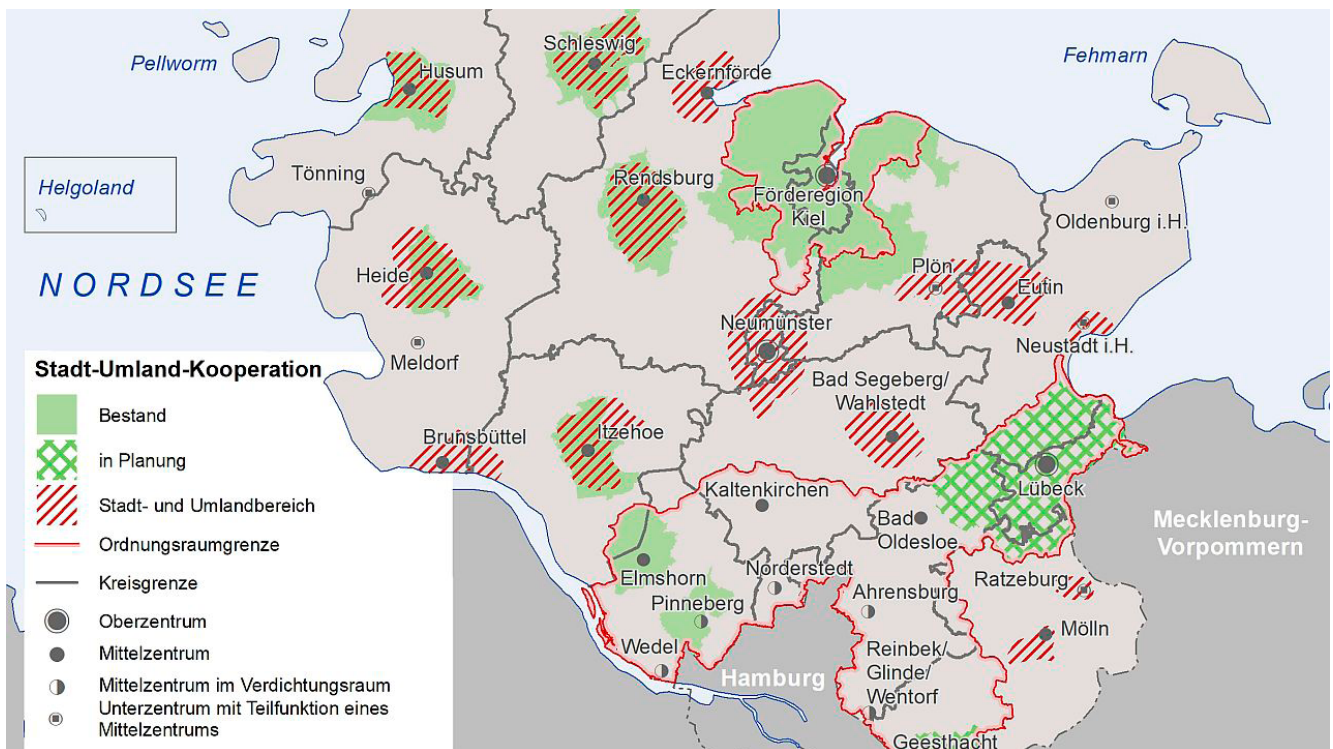 Schleswig
Fehmarn
Pellworm
Husum
Eckernförde
Tönning
Rendsburg
Helgoland
Förderegion
Kiel
Oldenburg i.H.
Heide
Plön
Eutin
NORDSEE
Neumünster
Neustadt i.H.
Meldorf
Bad Segeberg/
Wahlstedt
Stadt-Umland-Kooperation
Bestand
in Planung
Stadt- und Umlandbereich
Ordnungsraumgrenze
Kreisgrenze
Oberzentrum
Mittelzentrum
Mittelzentrum im Verdichtungsraum
Unterzentrum mit Teilfunktion eines
Mittelzentrums
Brunsbüttel
Itzehoe
Kaltenkirchen
Lübeck
Bad
Oldesloe
Mecklenburg-
Vorpommern
Elmshorn
Norderstedt
Ratzeburg
Pinneberg
Ahrensburg
Mölln
Wedel
Reinbek/
Glinde/
Wentorf
Hamburg
Geesthacht